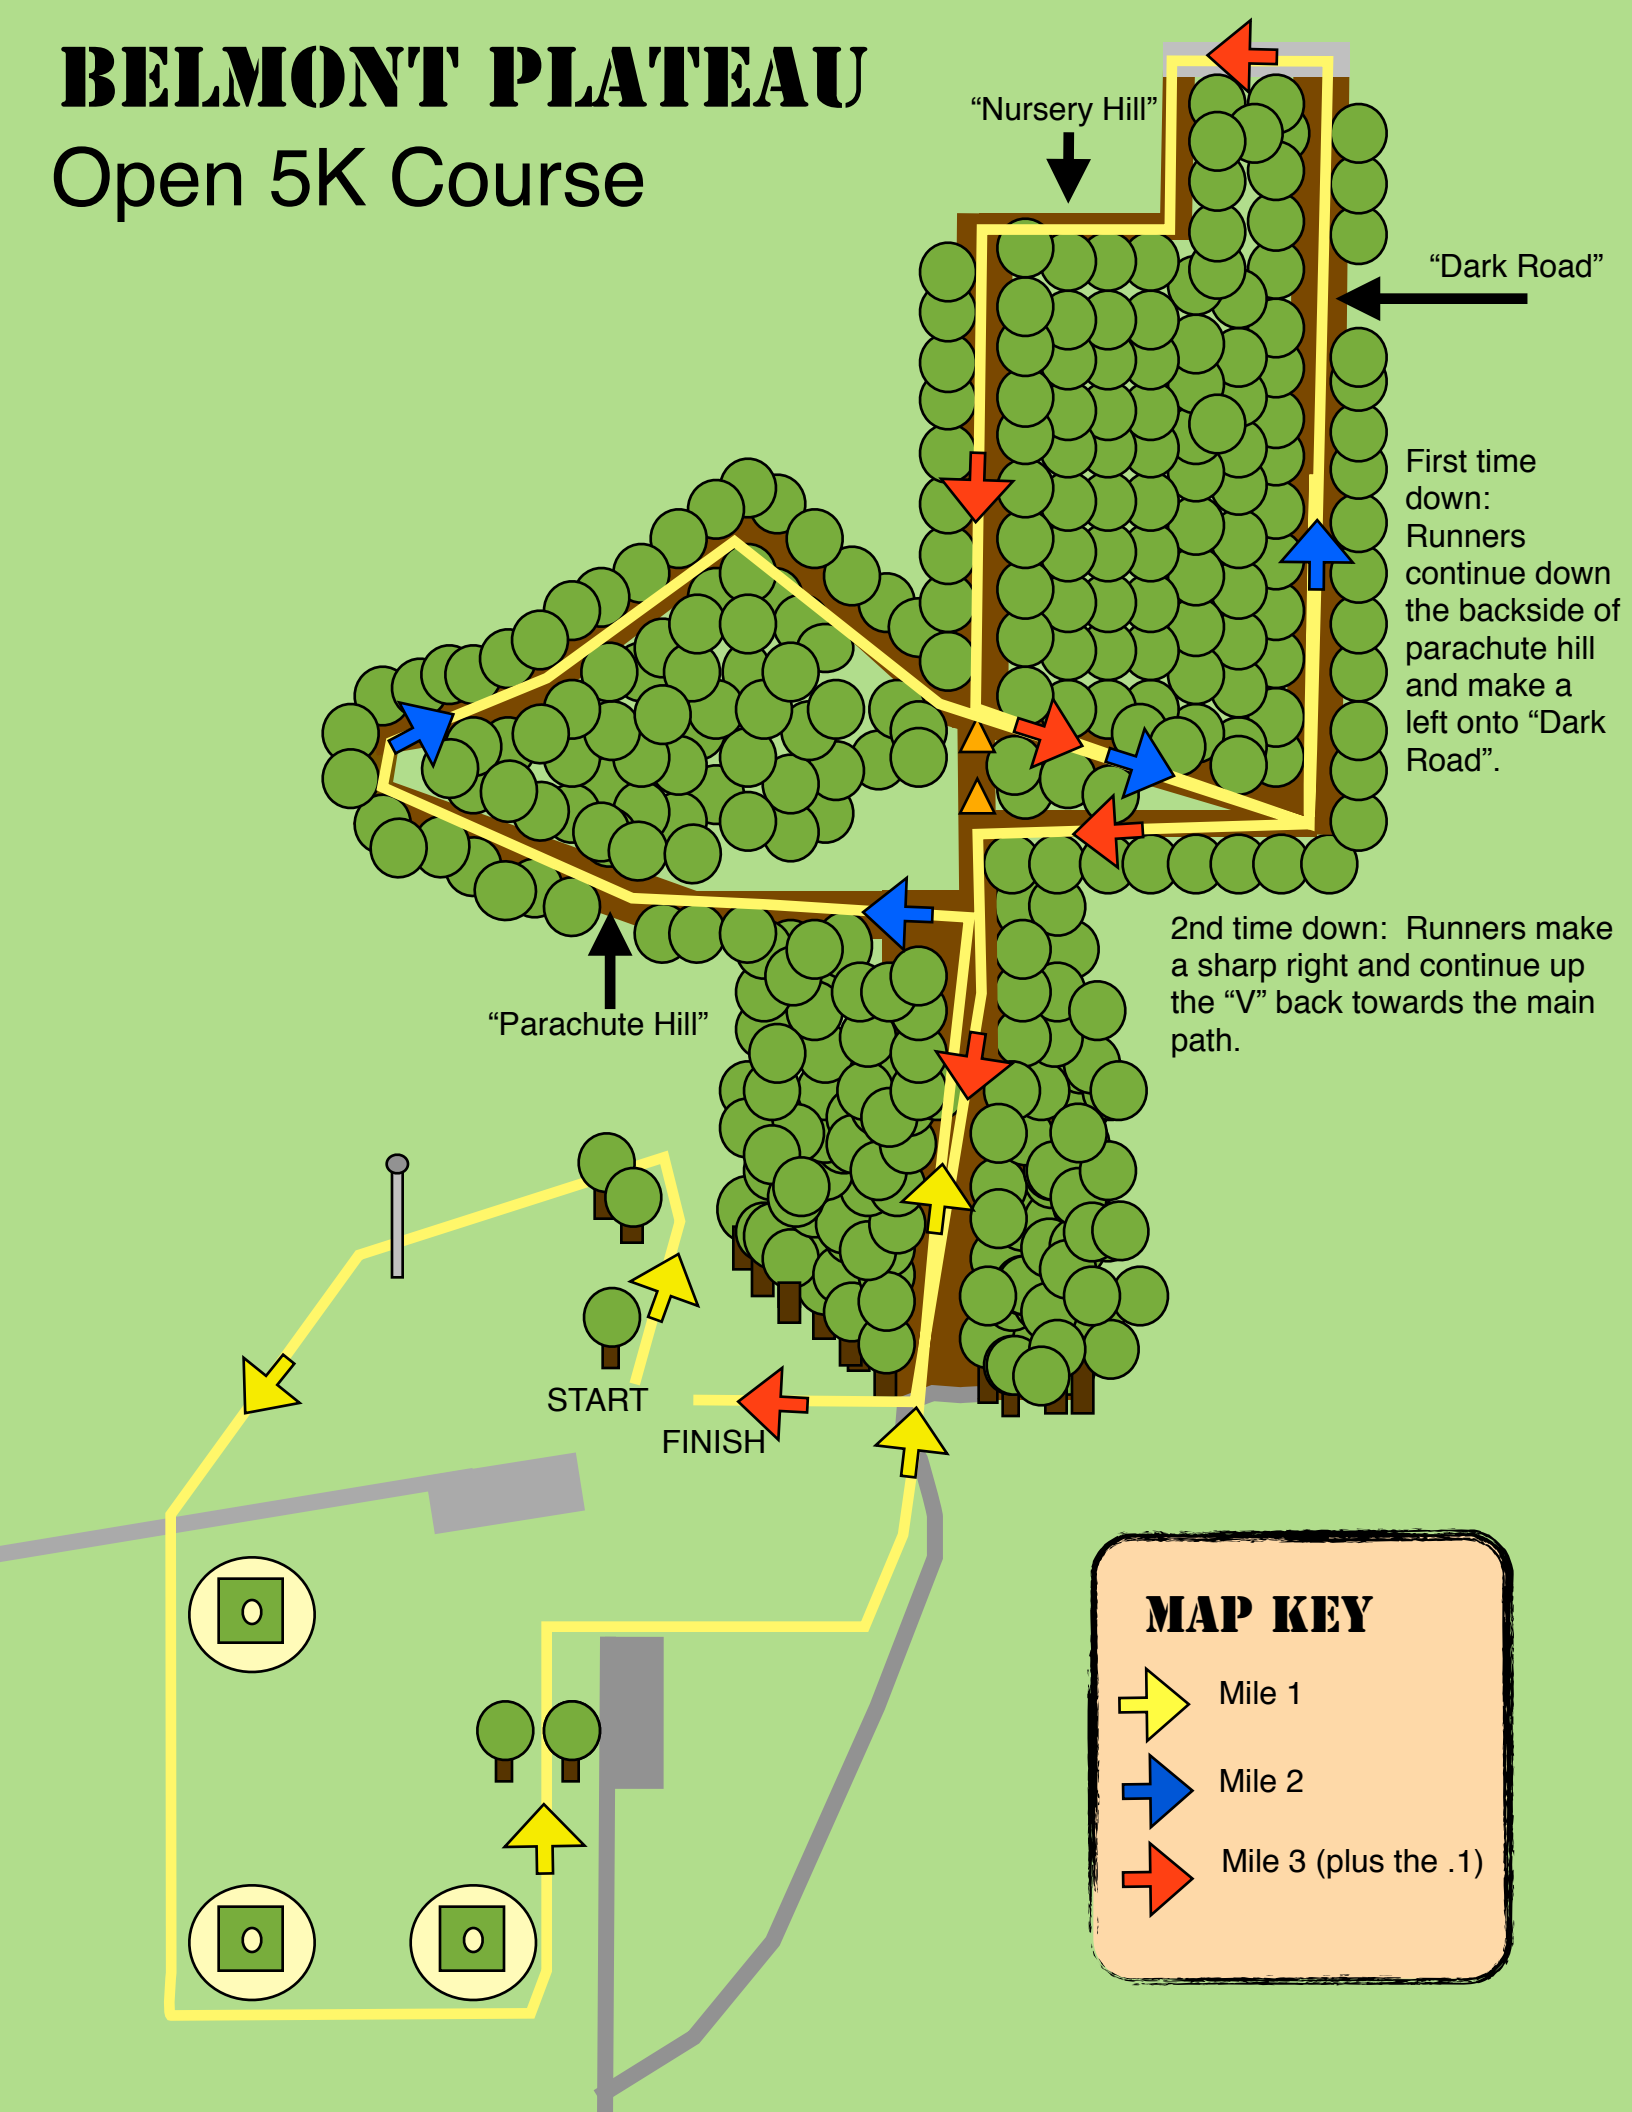 BELMONT PLATEAU
Open 5K Course
“Nursery Hill”
“Dark Road”
First time
down:
Runners
continue down
the backside of
parachute hill
and make a
left onto “Dark
Road”.
2nd time down:  Runners make
a sharp right and continue up
the “V” back towards the main
path.
“Parachute Hill”
START
FINISH
MAP KEY
Mile 1
Mile 2
Mile 3 (plus the .1)